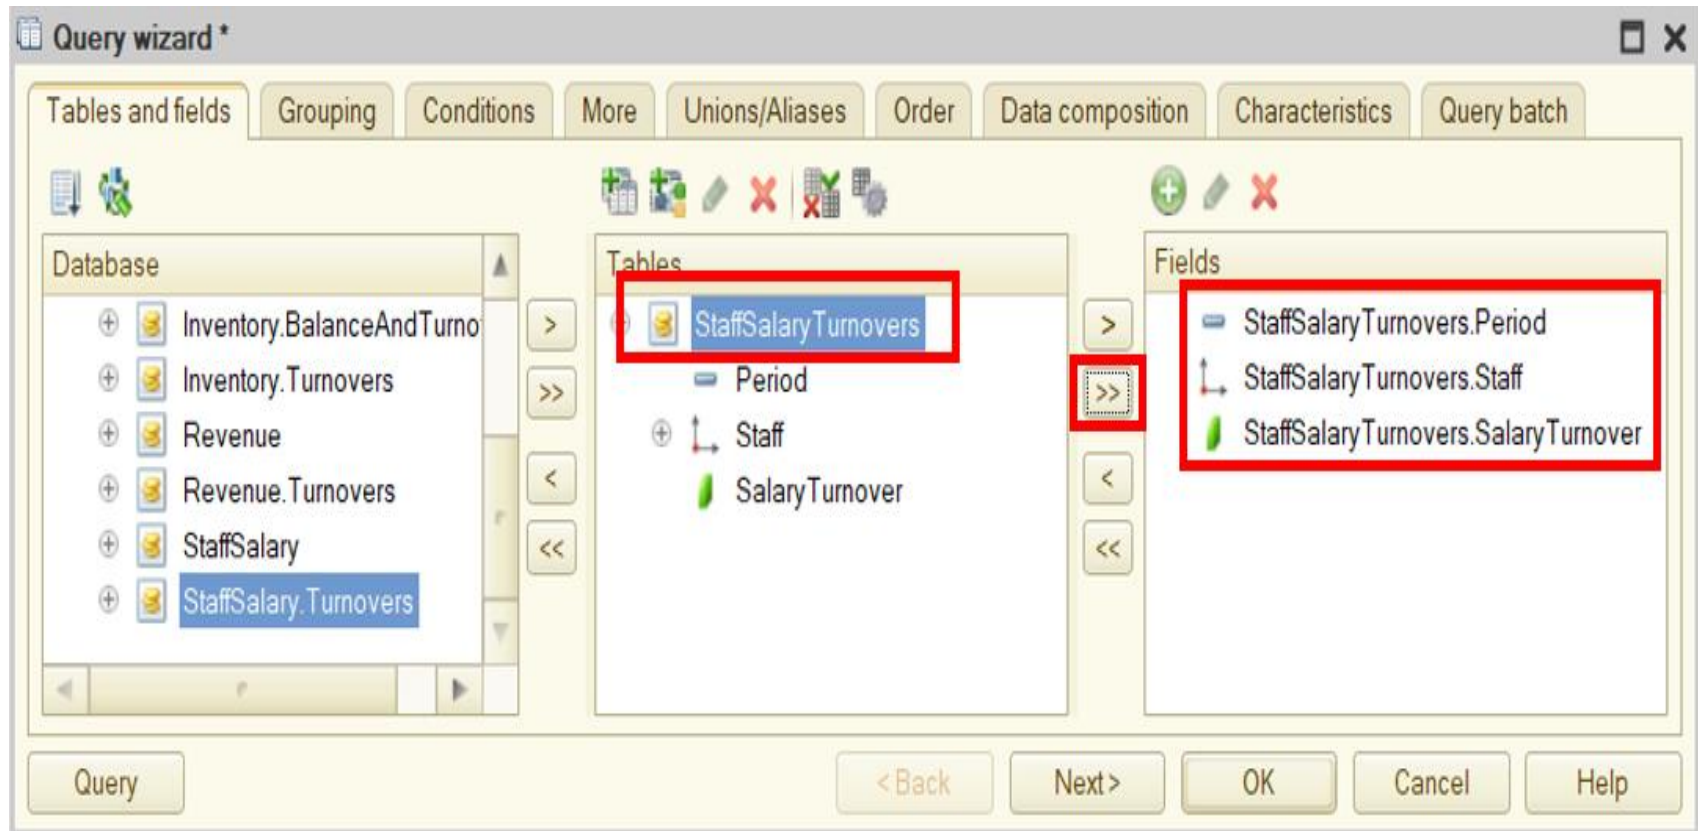 Query wizard *
Tables and fields Grouping Conditions More Unions/Aliases Order Data composition Characteristics Query batch
Database
Inventory.BalanceAndTurno
Inventory.Turnovers
Revenue
Revenue.Turnovers
StaffSalary
StaffSalary.Turnovers
>
>>
<
<<
Tables
StaffSalaryTurnovers
Period
Staff
SalaryTurnover
>
>>
<
<<
Fields
StaffSalaryTurnovers.Period
StaffSalaryTurnovers.Staff
StaffSalaryTurnovers.SalaryTurnover
Query <Back Next> OK Cancel Help